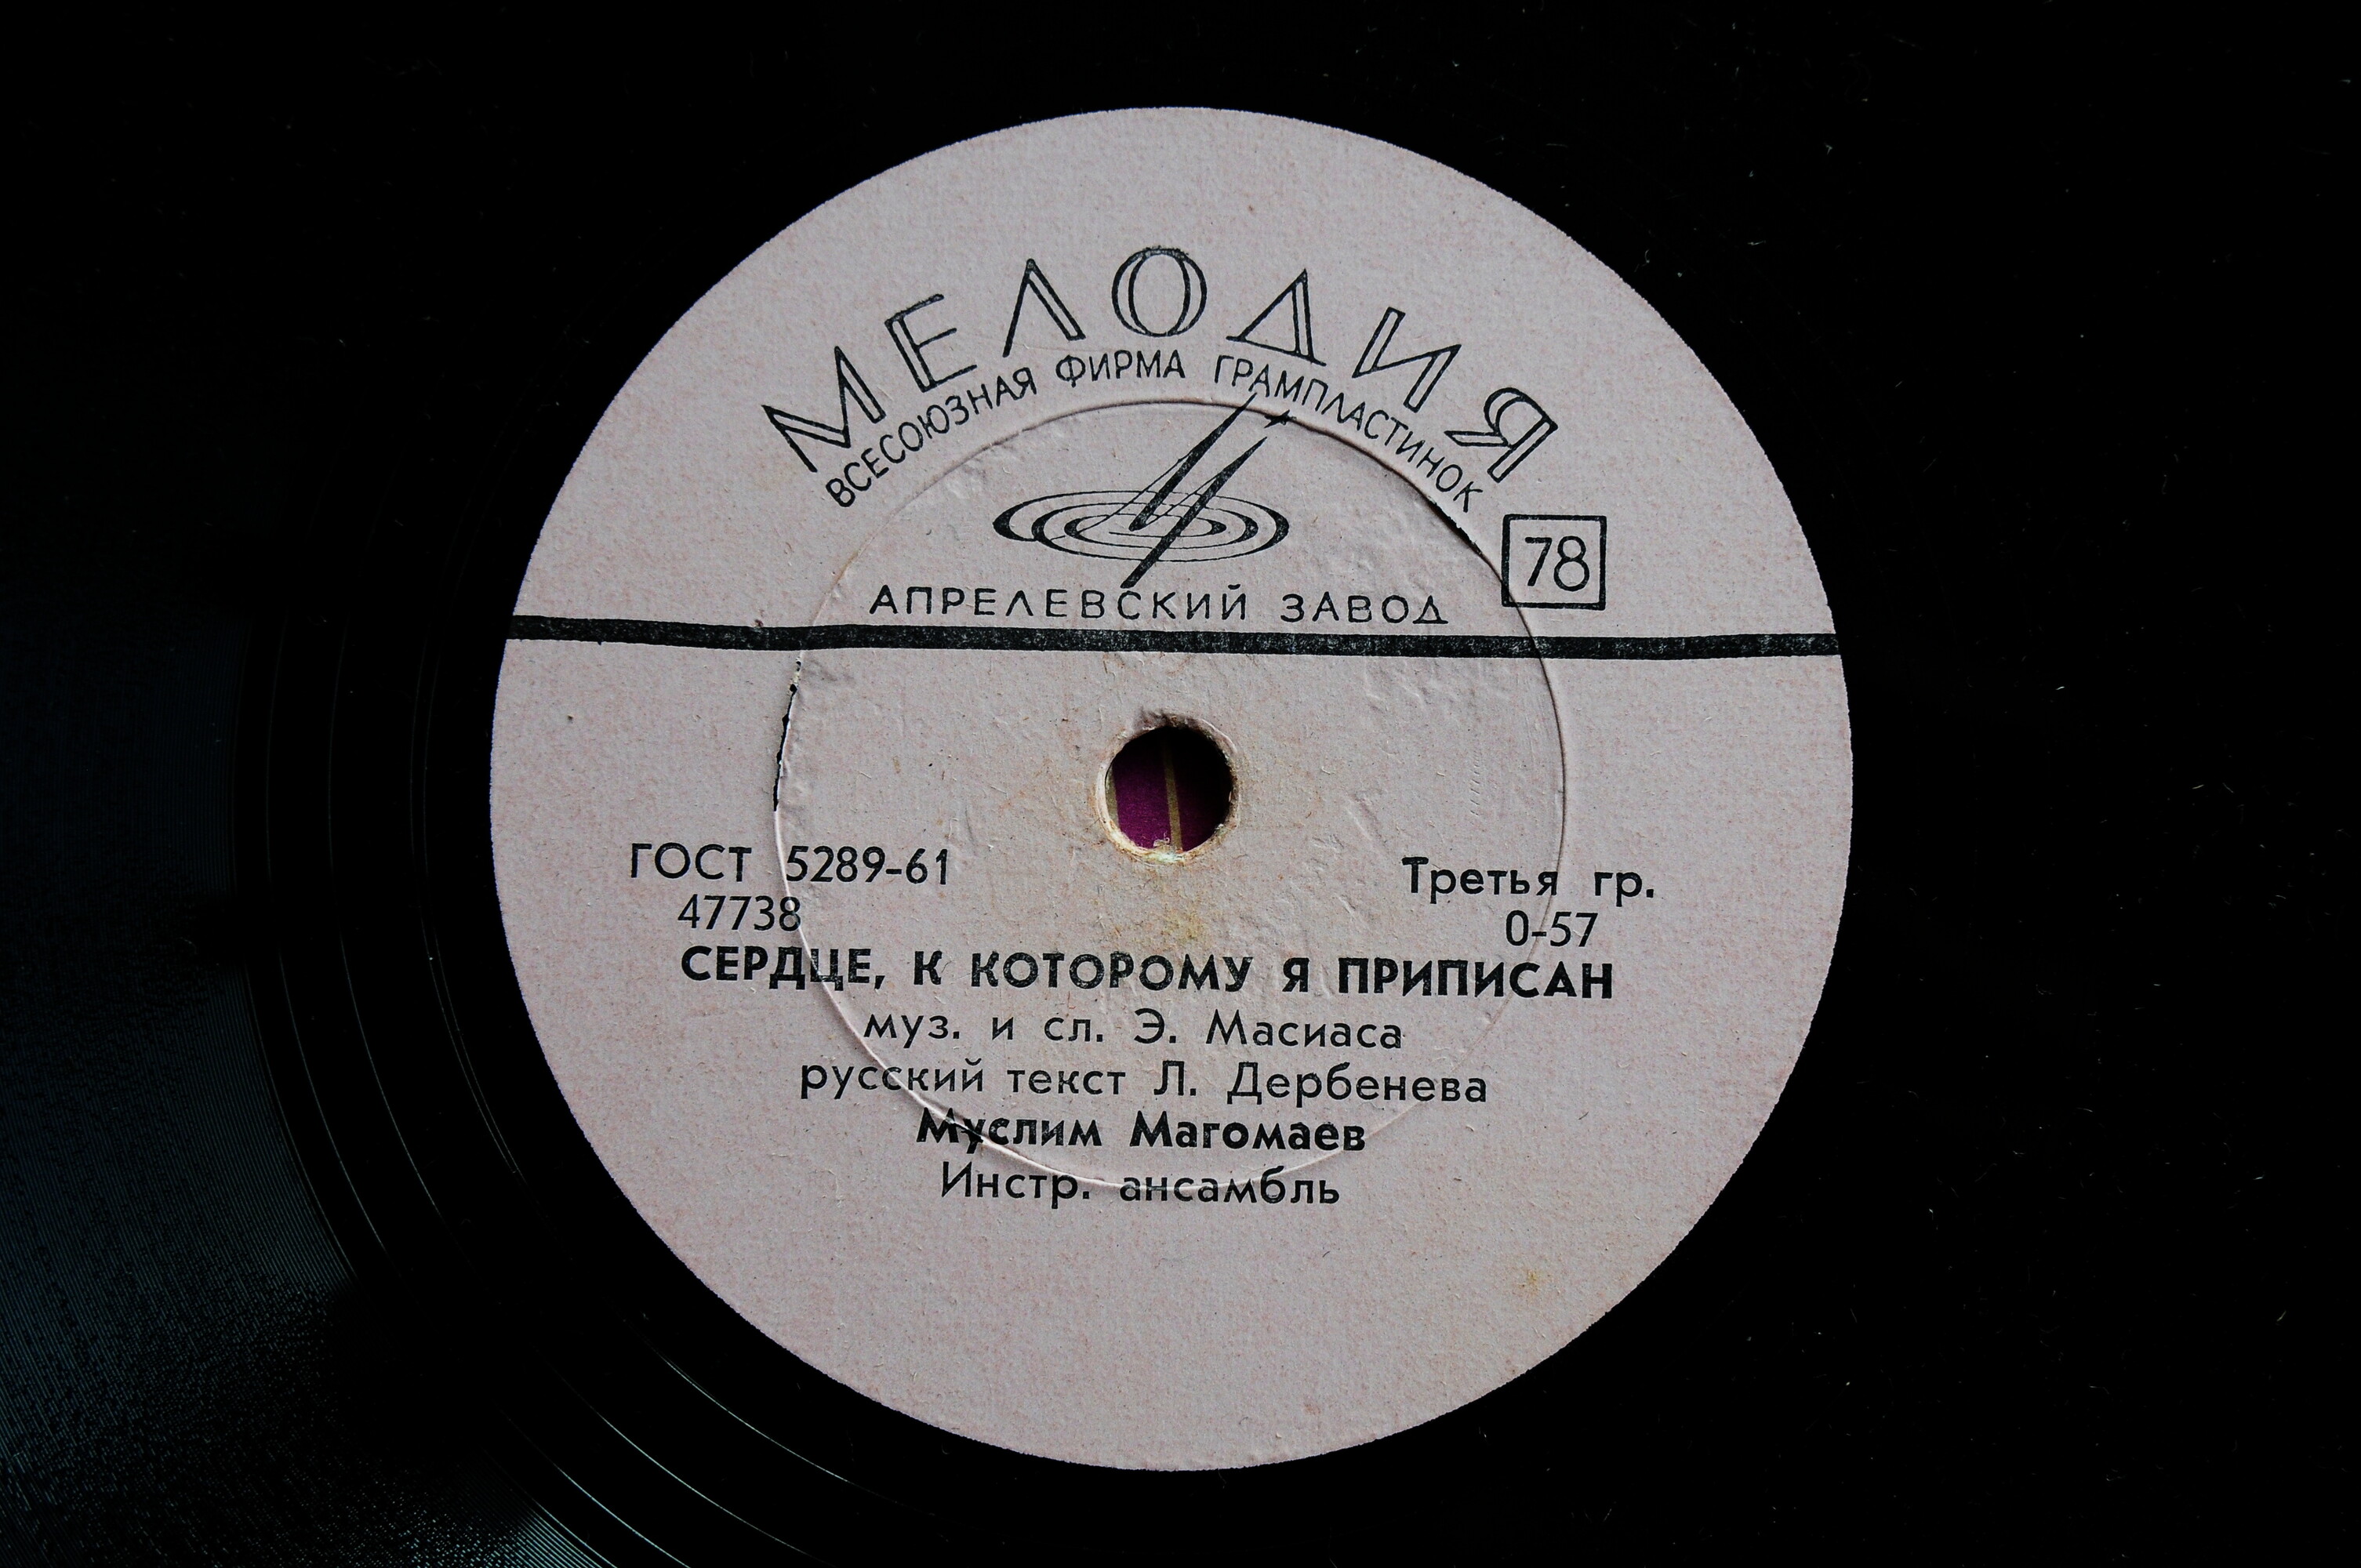 МЕЛОДИЯ
ВСЕСОЮЗНАЯ ФИРМА ГРАМПЛАСТИНОК
78
АПРЕЛЕВСКИЙ ЗАВОД
ГОСТ 5289-61 Третья гр.
47738 0-57
СЕРДЦЕ, К КОТОРОМУ Я ПРИПИСАН
муз. и сл. Э. Масиаса
русский текст Л. Дербенева
Муслим Магомаев
Инстр. ансамбль